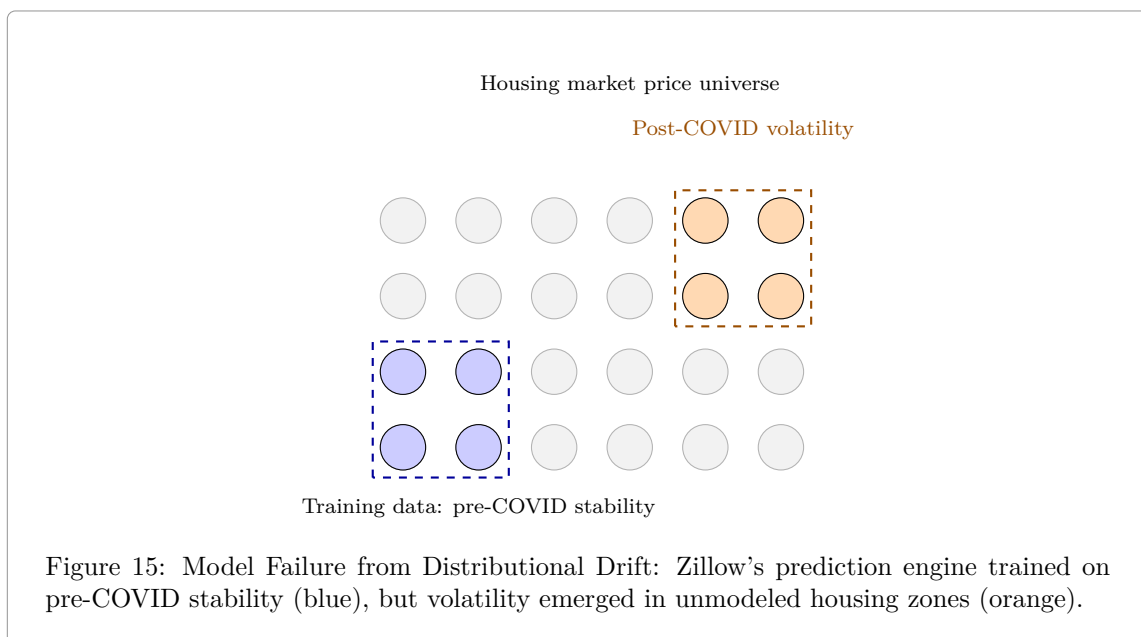 Housing market price universe
Post-COVID volatility
Training data: pre-COVID stability
Figure 15: Model Failure from Distributional Drift: Zillow's prediction engine trained on
pre-COVID stability (blue), but volatility emerged in unmodeled housing zones (orange).